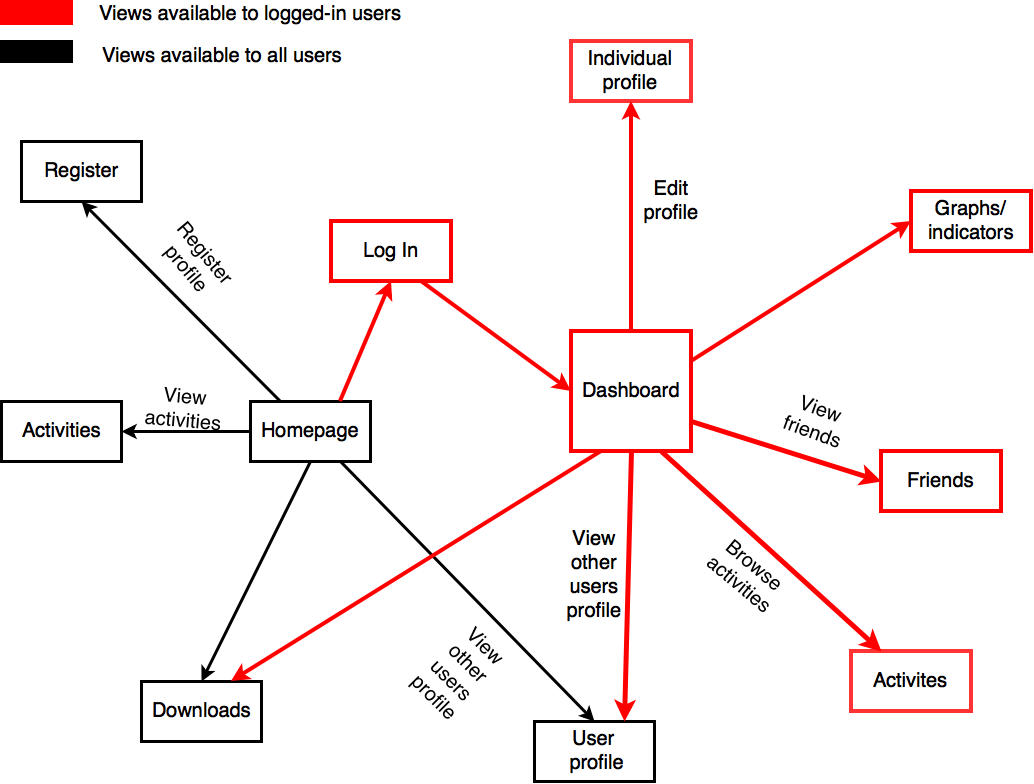 Views available to logged-in users
Views available to all users
Individual
profile
Register
Edit
profile
Graphs/
indicators
Register
profile
Log In
Dashboard
View
activities
Activities
Homepage
View
friends
Friends
View
other
users
profile
Browse
activities
View
other
users
profile
Activites
Downloads
User
profile